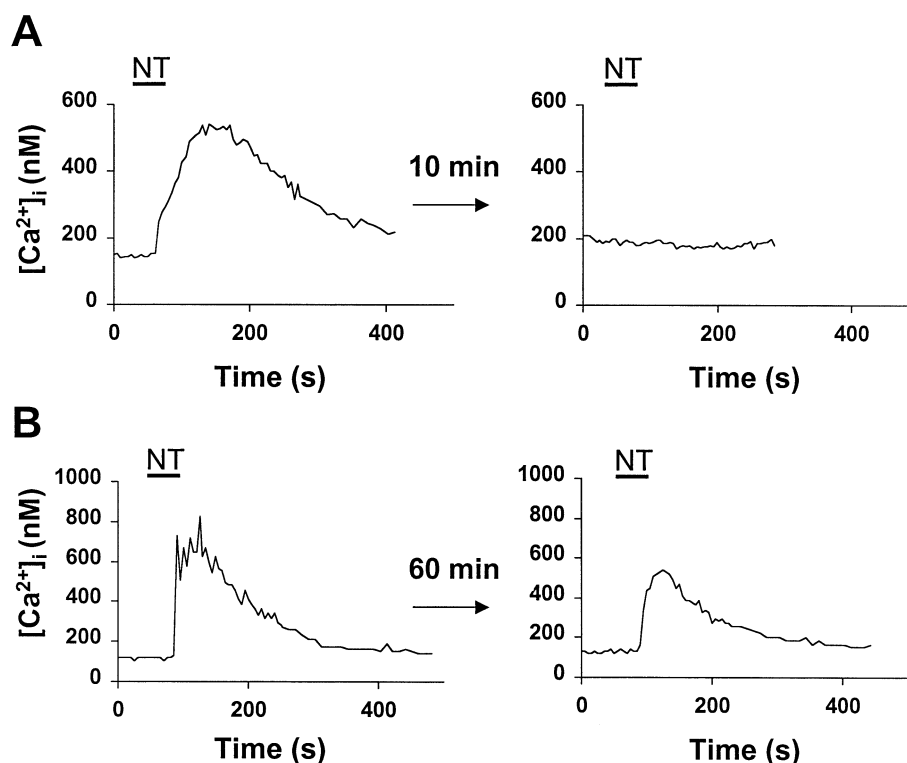 A
NT NT
[Ca²⁺]ᵢ (nM)
600 600
400 400
10 min
200 200
0 0
0 200 400 0 200 400
Time (s) Time (s)
B
NT NT
[Ca²⁺]ᵢ (nM)
1000 1000
800 800
600 600
60 min
400 400
200 200
0 0
0 200 400 0 200 400
Time (s) Time (s)